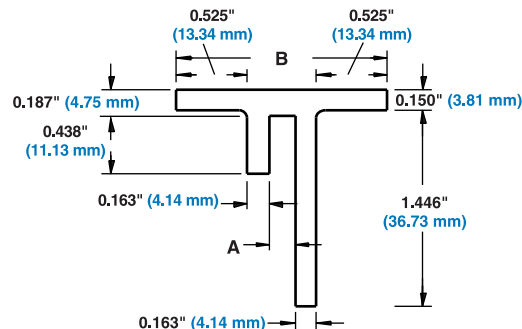 0.525"
(13.34 mm)
0.525"
(13.34 mm)
B
0.187" (4.75 mm)
0.150" (3.81 mm)
0.438"
(11.13 mm)
0.163" (4.14 mm)
1.446"
(36.73 mm)
A
0.163" (4.14 mm)